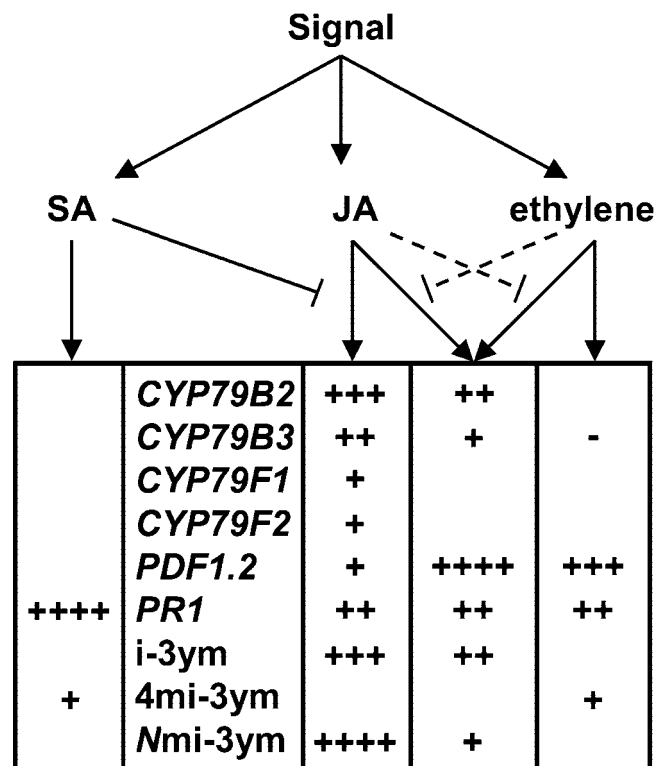 Signal
SA JA ethylene
CYP79B2 +++ ++
CYP79B3 ++ + -
CYP79F1 +
CYP79F2 +
PDF1.2 + ++++ +++
++++ PR1 ++ ++ ++
i-3ym +++ ++
+ 4mi-3ym +
Nmi-3ym ++++ +